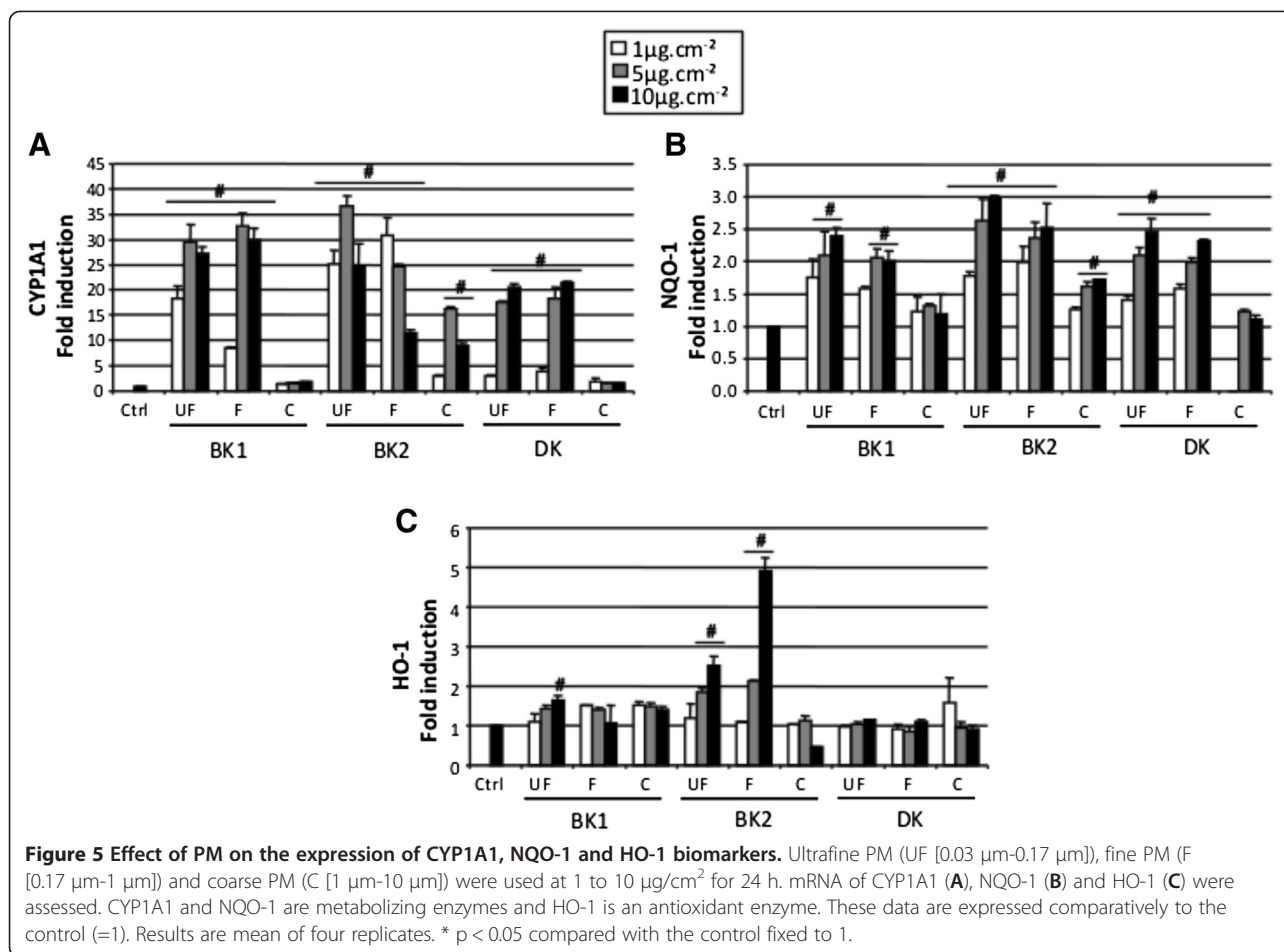 1µg.cm⁻²
5µg.cm⁻²
10µg.cm⁻²
A
CYP1A1
Fold induction
45
40
35
30
25
20
15
10
5
0
#
#
#
#
Ctrl UF F C UF F C UF F C
BK1 BK2 DK
B
NQO-1
Fold induction
3.5
3.0
2.5
2.0
1.5
1.0
0.5
0.0
#
#
#
#
#
Ctrl UF F C UF F C UF F C
BK1 BK2 DK
C
HO-1
Fold induction
6
5
4
3
2
1
0
#
#
#
Ctrl UF F C UF F C UF F C
BK1 BK2 DK
Figure 5 Effect of PM on the expression of CYP1A1, NQO-1 and HO-1 biomarkers. Ultrafine PM (UF [0.03 µm-0.17 µm]), fine PM (F
[0.17 µm-1 µm]) and coarse PM (C [1 µm-10 µm]) were used at 1 to 10 µg/cm² for 24 h. mRNA of CYP1A1 (A), NQO-1 (B) and HO-1 (C) were
assessed. CYP1A1 and NQO-1 are metabolizing enzymes and HO-1 is an antioxidant enzyme. These data are expressed comparatively to the
control (=1). Results are mean of four replicates. * p < 0.05 compared with the control fixed to 1.